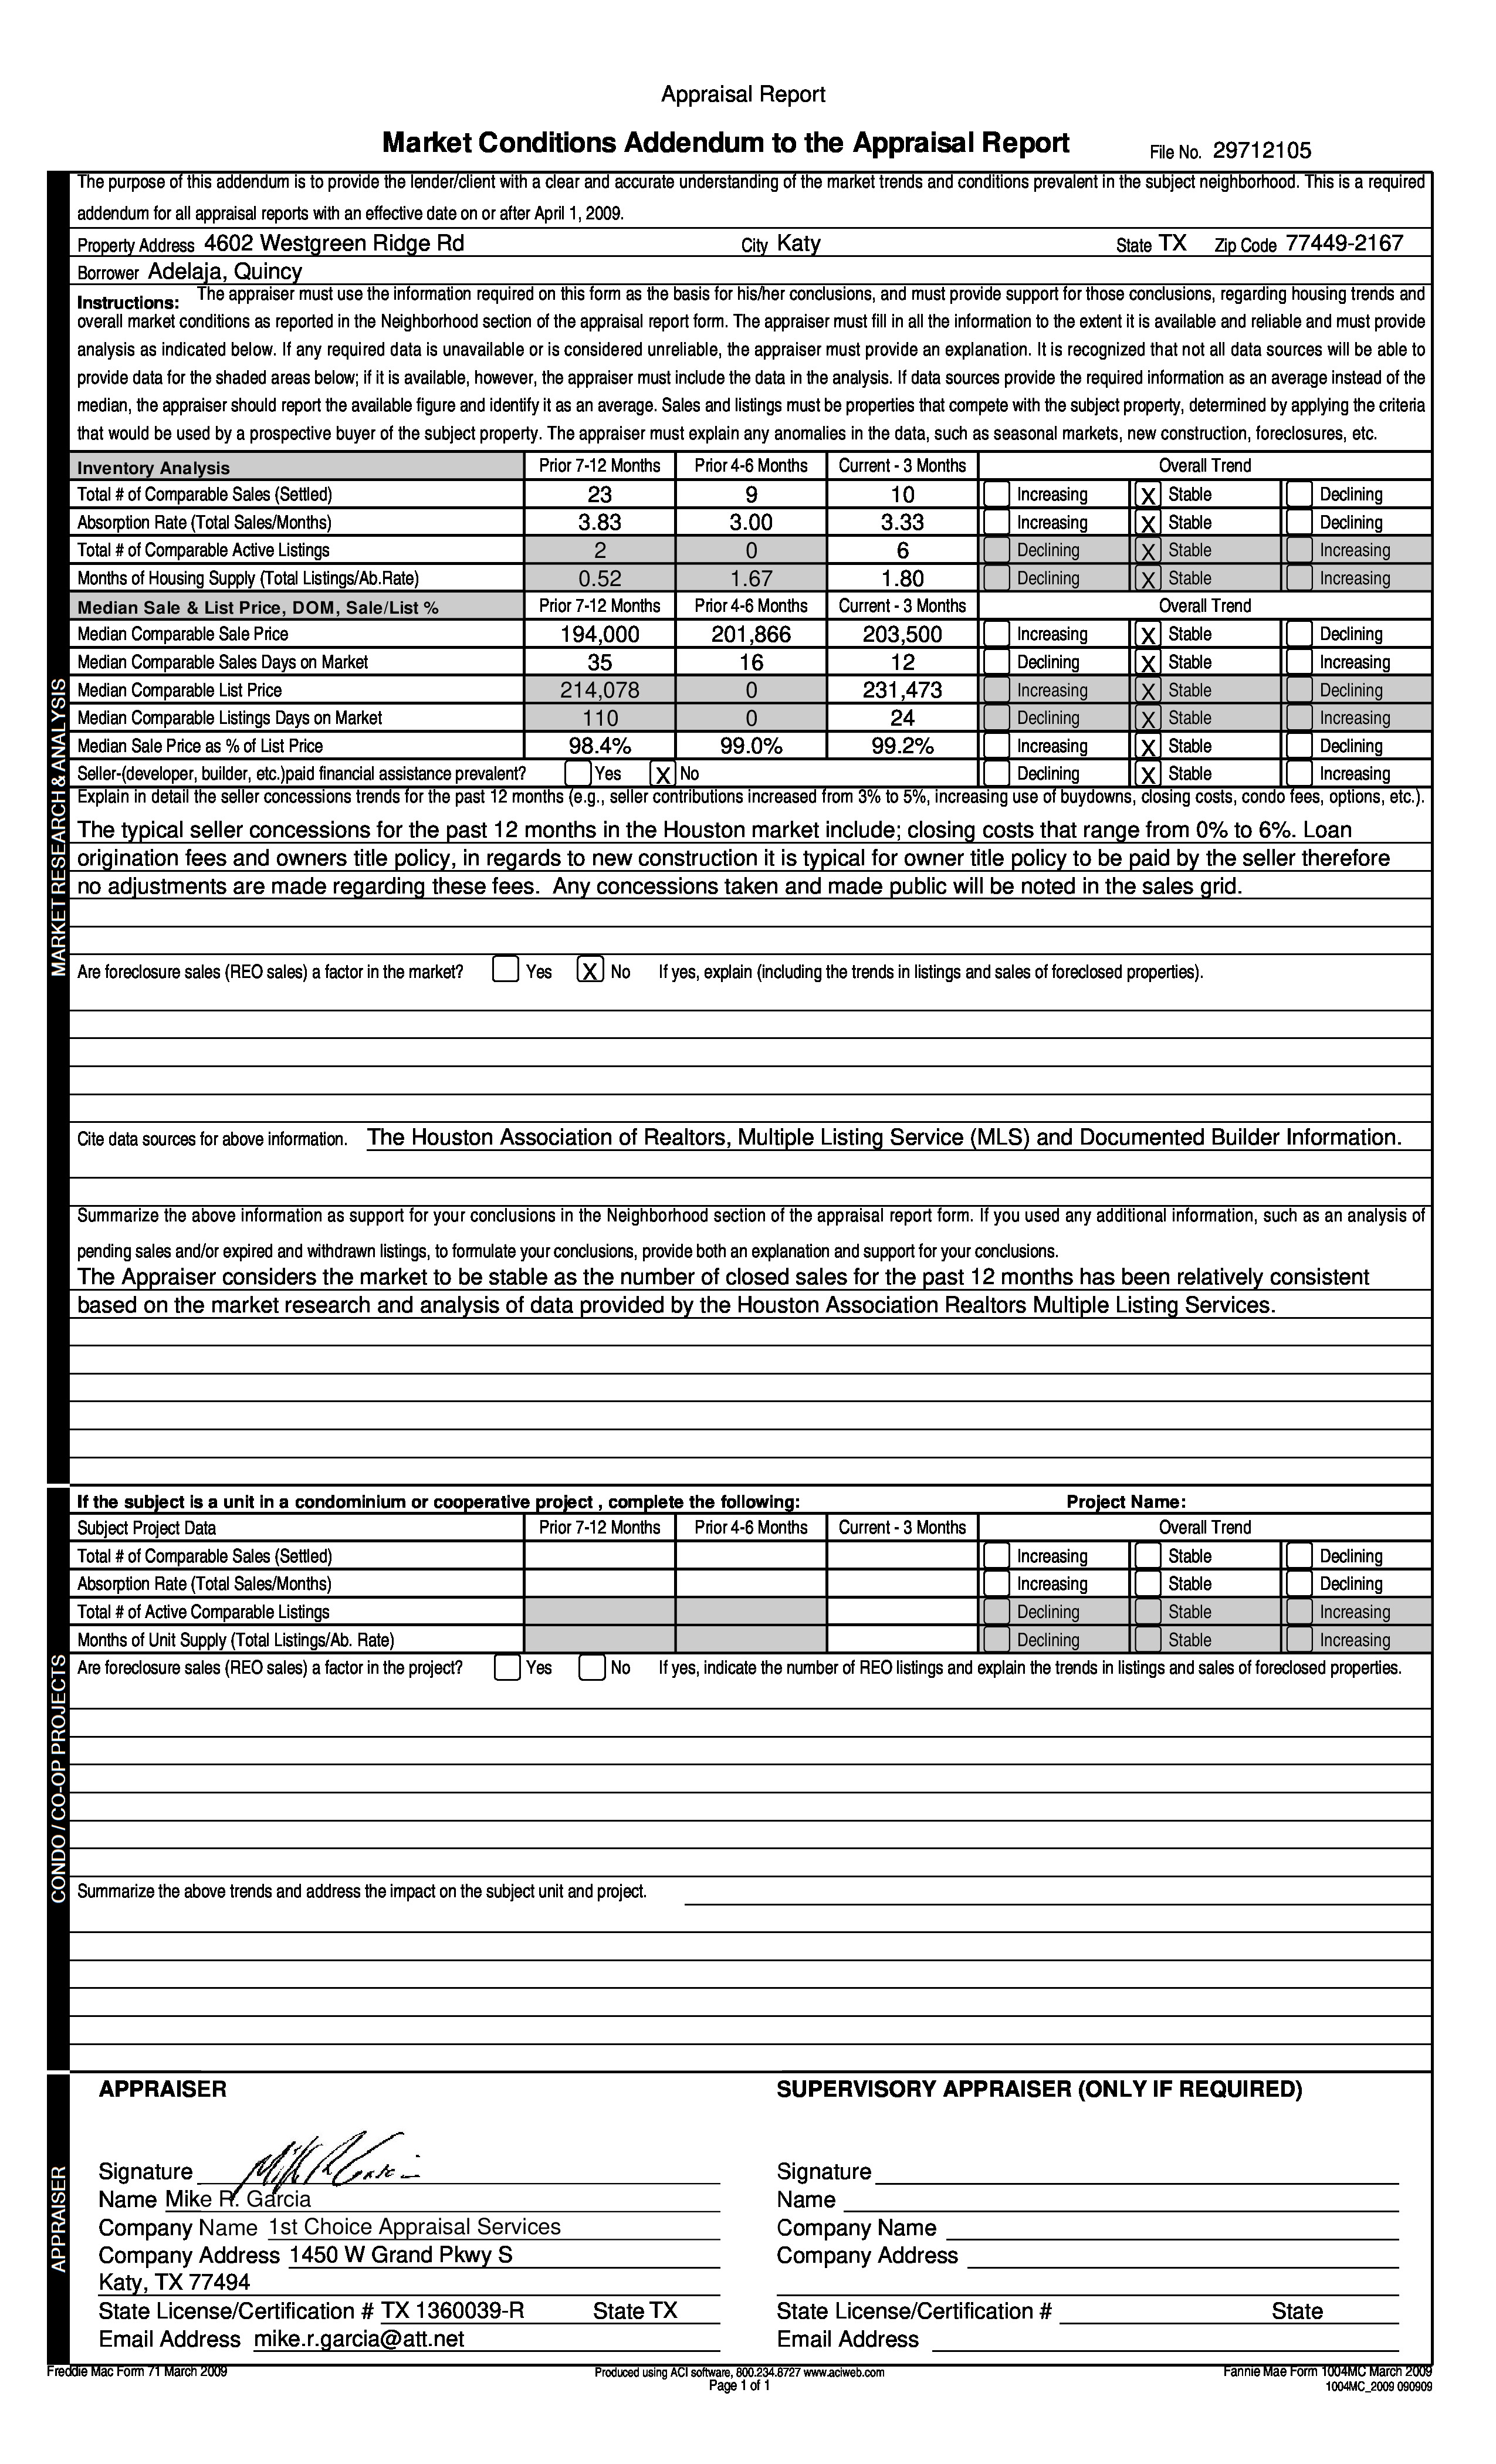 Appraisal Report
Market Conditions Addendum to the Appraisal Report
File No. 29712105
The purpose of this addendum is to provide the lender/client with a clear and accurate understanding of the market trends and conditions prevalent in the subject neighborhood. This is a required
addendum for all appraisal reports with an effective date on or after April 1, 2009.
Property Address 4602 Westgreen Ridge Rd City Katy State TX Zip Code 77449-2167
Borrower Adelaja, Quincy
Instructions: The appraiser must use the information required on this form as the basis for his/her conclusions, and must provide support for those conclusions, regarding housing trends and
overall market conditions as reported in the Neighborhood section of the appraisal report form. The appraiser must fill in all the information to the extent it is available and reliable and must provide
analysis as indicated below. If any required data is unavailable or is considered unreliable, the appraiser must provide an explanation. It is recognized that not all data sources will be able to
provide data for the shaded areas below; if it is available, however, the appraiser must include the data in the analysis. If data sources provide the required information as an average instead of the
median, the appraiser should report the available figure and identify it as an average. Sales and listings must be properties that compete with the subject property, determined by applying the criteria
that would be used by a prospective buyer of the subject property. The appraiser must explain any anomalies in the data, such as seasonal markets, new construction, foreclosures, etc.
Inventory Analysis Prior 7-12 Months Prior 4-6 Months Current - 3 Months Overall Trend
Total # of Comparable Sales (Settled) 23 9 10 Increasing X Stable Declining
Absorption Rate (Total Sales/Months) 3.83 3.00 3.33 Increasing X Stable Declining
Total # of Comparable Active Listings 2 0 6 Declining X Stable Increasing
Months of Housing Supply (Total Listings/Ab.Rate) 0.52 1.67 1.80 Declining X Stable Increasing
Median Sale & List Price, DOM, Sale/List % Prior 7-12 Months Prior 4-6 Months Current - 3 Months Overall Trend
Median Comparable Sale Price 194,000 201,866 203,500 Increasing X Stable Declining
Median Comparable Sales Days on Market 35 16 12 Declining X Stable Increasing
Median Comparable List Price 214,078 0 231,473 Increasing X Stable Declining
Median Comparable Listings Days on Market 110 0 24 Declining X Stable Increasing
Median Sale Price as % of List Price 98.4% 99.0% 99.2% Increasing X Stable Declining
Seller-(developer, builder, etc.)paid financial assistance prevalent? Yes X No Declining X Stable Increasing
Explain in detail the seller concessions trends for the past 12 months (e.g., seller contributions increased from 3% to 5%, increasing use of buydowns, closing costs, condo fees, options, etc.).
The typical seller concessions for the past 12 months in the Houston market include; closing costs that range from 0% to 6%. Loan
origination fees and owners title policy, in regards to new construction it is typical for owner title policy to be paid by the seller therefore
no adjustments are made regarding these fees. Any concessions taken and made public will be noted in the sales grid.
Are foreclosure sales (REO sales) a factor in the market? Yes X No If yes, explain (including the trends in listings and sales of foreclosed properties).
Cite data sources for above information. The Houston Association of Realtors, Multiple Listing Service (MLS) and Documented Builder Information.
Summarize the above information as support for your conclusions in the Neighborhood section of the appraisal report form. If you used any additional information, such as an analysis of
pending sales and/or expired and withdrawn listings, to formulate your conclusions, provide both an explanation and support for your conclusions.
The Appraiser considers the market to be stable as the number of closed sales for the past 12 months has been relatively consistent
based on the market research and analysis of data provided by the Houston Association Realtors Multiple Listing Services.
MARKET RESEARCH & ANALYSIS
If the subject is a unit in a condominium or cooperative project , complete the following: Project Name:
Subject Project Data Prior 7-12 Months Prior 4-6 Months Current - 3 Months Overall Trend
Total # of Comparable Sales (Settled) Increasing Stable Declining
Absorption Rate (Total Sales/Months) Increasing Stable Declining
Total # of Active Comparable Listings Declining Stable Increasing
Months of Unit Supply (Total Listings/Ab. Rate) Declining Stable Increasing
Are foreclosure sales (REO sales) a factor in the project? Yes No If yes, indicate the number of REO listings and explain the trends in listings and sales of foreclosed properties.
Summarize the above trends and address the impact on the subject unit and project.
CONDO / CO-OP PROJECTS
APPRAISER SUPERVISORY APPRAISER (ONLY IF REQUIRED)
Signature Signature
Name Mike R. Garcia Name
Company Name 1st Choice Appraisal Services Company Name
Company Address 1450 W Grand Pkwy S Company Address
Katy, TX 77494
State License/Certification # TX 1360039-R State TX State License/Certification # State
Email Address mike.r.garcia@att.net Email Address
APPRAISER
Freddie Mac Form 71 March 2009 Produced using ACI software, 800.234.8727 www.aciweb.com Fannie Mae Form 1004MC March 2009
Page 1 of 1 1004MC_2009 090909